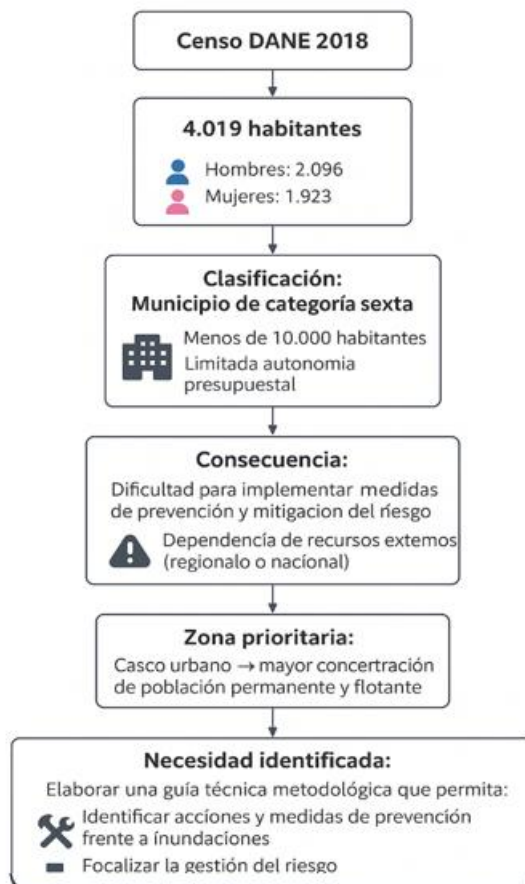 Censo DANE 2018
4.019 habitantes
Hombres: 2.096
Mujeres: 1.923
Clasificación:
Municipio de categoría sexta
Menos de 10.000 habitantes
Limitada autonomia
presupuestal
Consecuencia:
Dificultad para implementar medidas
de prevención y mitigacion del riesgo
Dependencía de recursos extemos
(regionalo o nacíonal)
Zona prioritaria:
Casco urbano → mayor concertración
de población permanente y flotante
Necesidad identificada:
Elaborar una guía técnica metodológica que permita:
Identificar accíones y medidas de prevención
frente a ínundacíones
Focalizar la gestión del riesgo